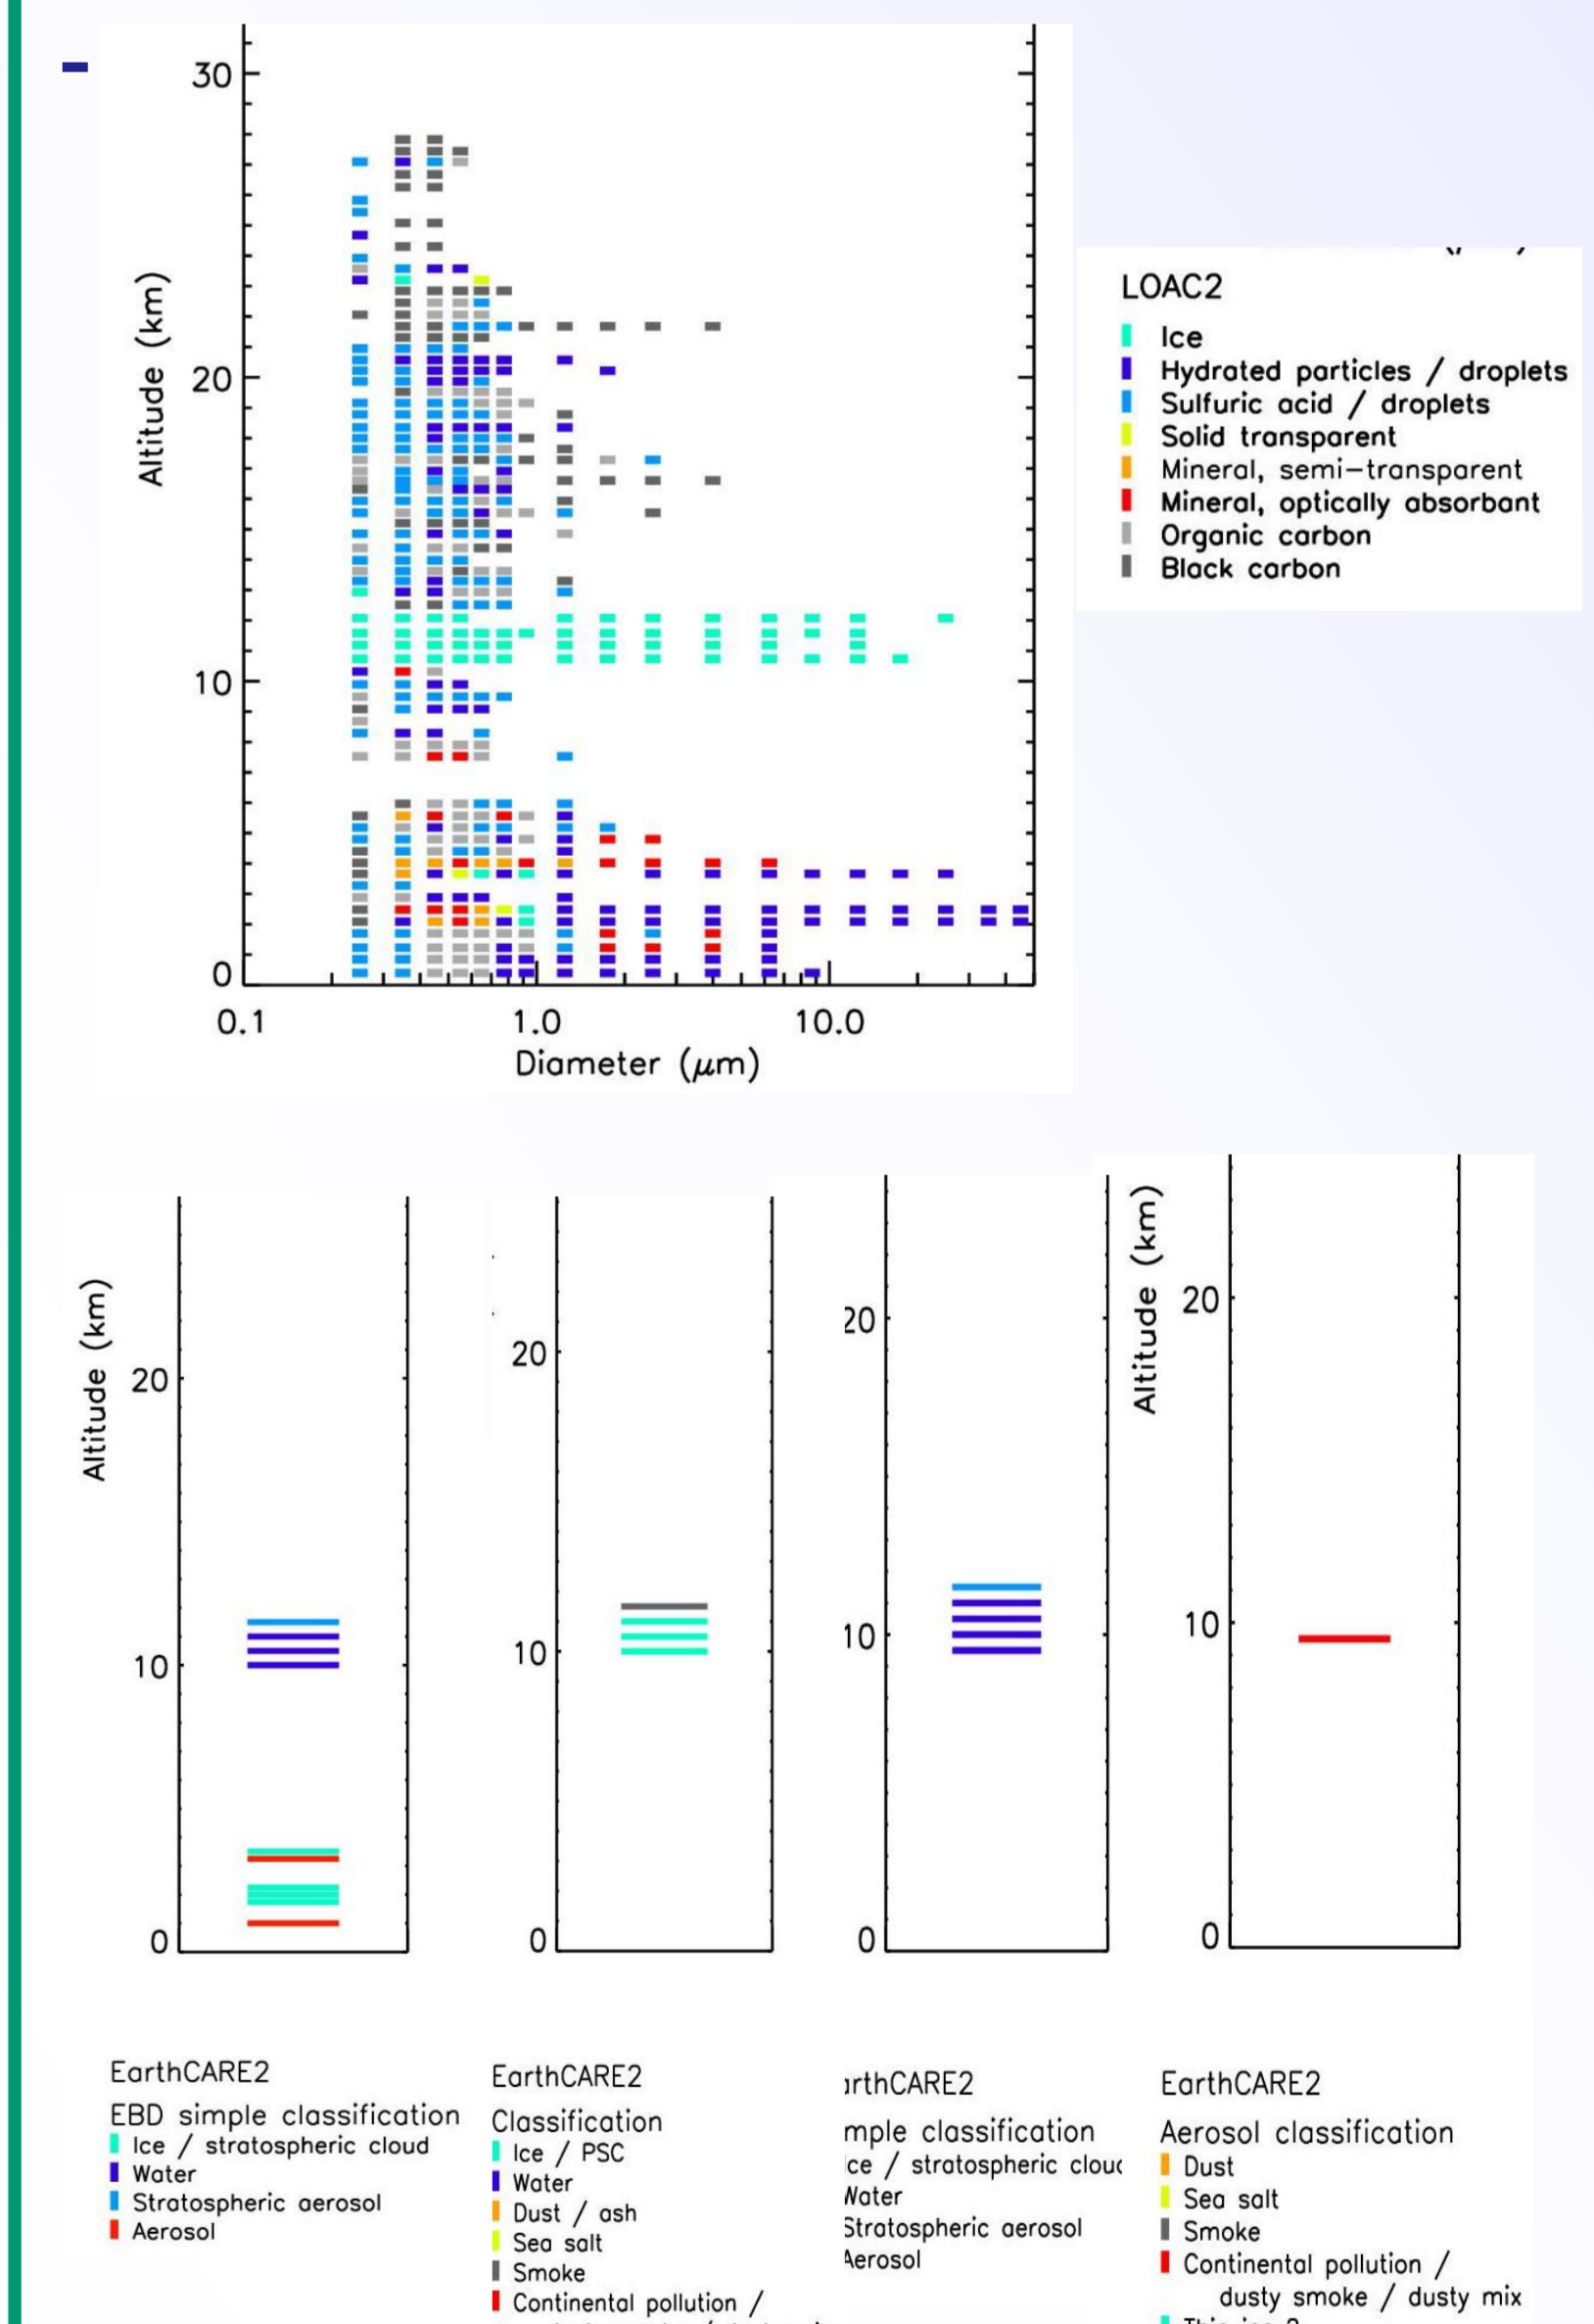 30
20
10
0
Altitude (km)
0.1
1.0
10.0
Diameter (μm)
LOAC2
Ice
Hydrated particles / droplets
Sulfuric acid / droplets
Solid transparent
Mineral, semi-transparent
Mineral, optically absorbant
Organic carbon
Black carbon
Altitude (km)
20
10
0
20
10
0
20
10
0
Altitude (km)
20
10
0
EarthCARE2
EBD simple classification
Ice / stratospheric cloud
Water
Stratospheric aerosol
Aerosol
EarthCARE2
Classification
Ice / PSC
Water
Dust / ash
Sea salt
Smoke
Continental pollution /
arthCARE2
mple classification
ce / stratospheric clou
Water
Stratospheric aerosol
Aerosol
EarthCARE2
Aerosol classification
Dust
Sea salt
Smoke
Continental pollution /
dusty smoke / dusty mix